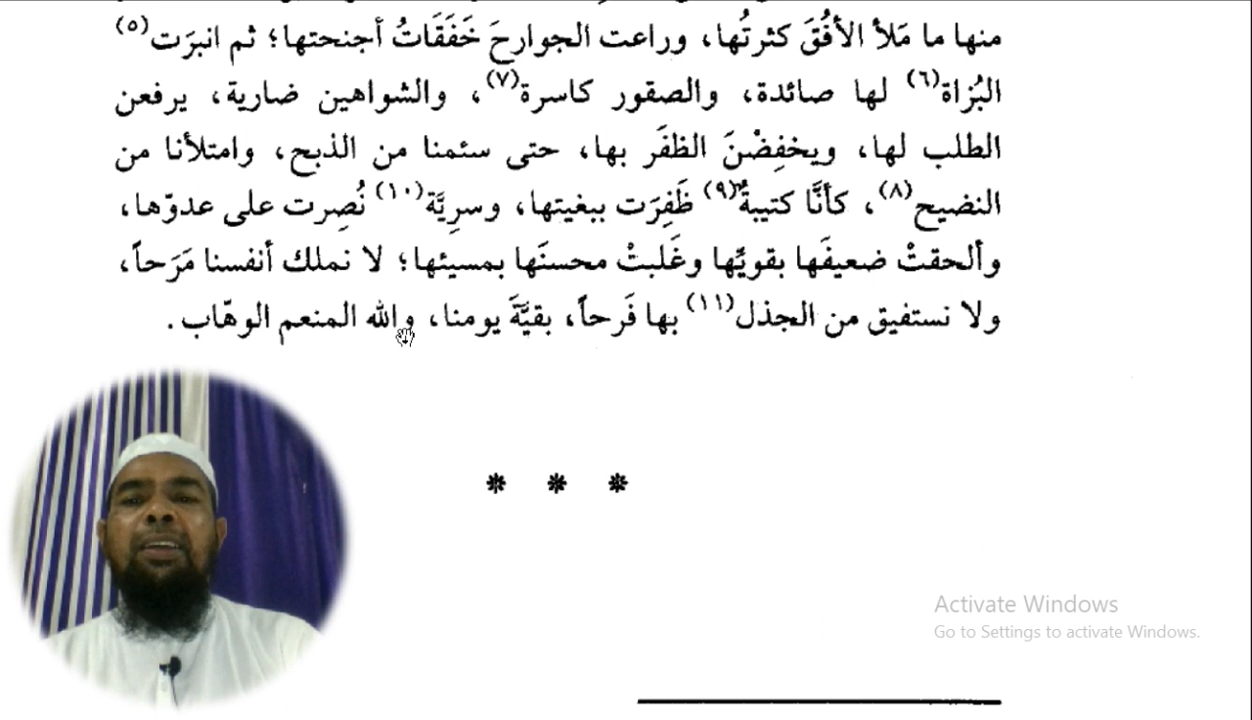 منها ما مَلأ الأفُقَ كثرتُها، وراعت الجوارحَ خَفَقَاتُ أجنحتها؛ ثم انبرَت(٥)
البُزاة(٦) لها صائدة، والصقور كاسرة(٧)، والشواهين ضارية، يرفعن
الطلب لها، ويخفِضْنَ الظفَر بها، حتى سئمنا من الذبح، وامتلأنا من
النضيح(٨)، كأنَّا كتيبةٌ(٩) ظَفِرَت ببغيتها، وسرِيَّة(١٠) نُصِرت على عدوّها،
وألحقتْ ضعيفَها بقويِّها وغَلبتْ محسنَها بمسيئها؛ لا نملك أنفسنا مَرَحاً،
ولا نستفيق من الجذل(١١) بها فَرَحاً، بقيَّةَ يومنا، والله المنعم الوهّاب.
* * *
Activate Windows
Go to Settings to activate Windows.